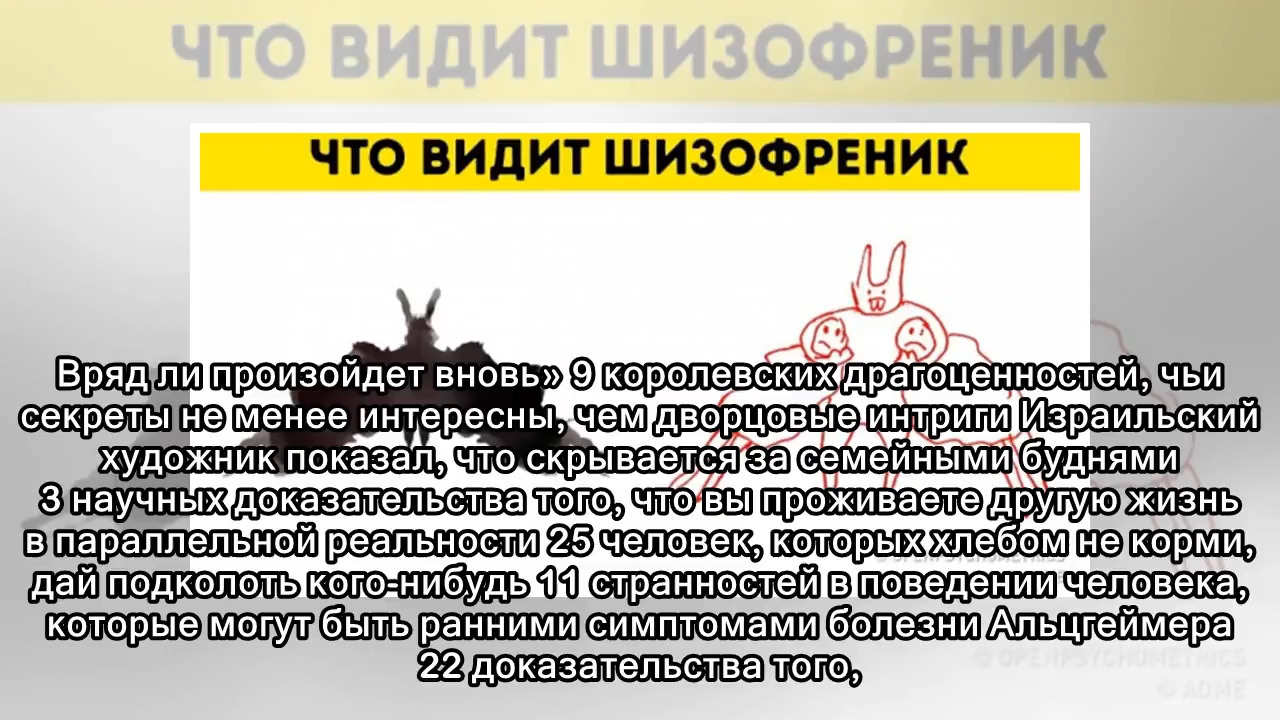 ЧТО ВИДИТ ШИЗОФРЕНИК
ЧТО ВИДИТ ШИЗОФРЕНИК
Вряд ли произойдет вновь» 9 королевских драгоценностей, чьи
секреты не менее интересны, чем дворцовые интриги Израильский
художник показал, что скрывается за семейными буднями
3 научных доказательства того, что вы проживаете другую жизнь
в параллельной реальности 25 человек, которых хлебом не корми,
дай подколоть кого-нибудь 11 странностей в поведении человека,
которые могут быть ранними симптомами болезни Альцгеймера
22 доказательства того,
© OPENPSYCHOMETRICS
© ADME